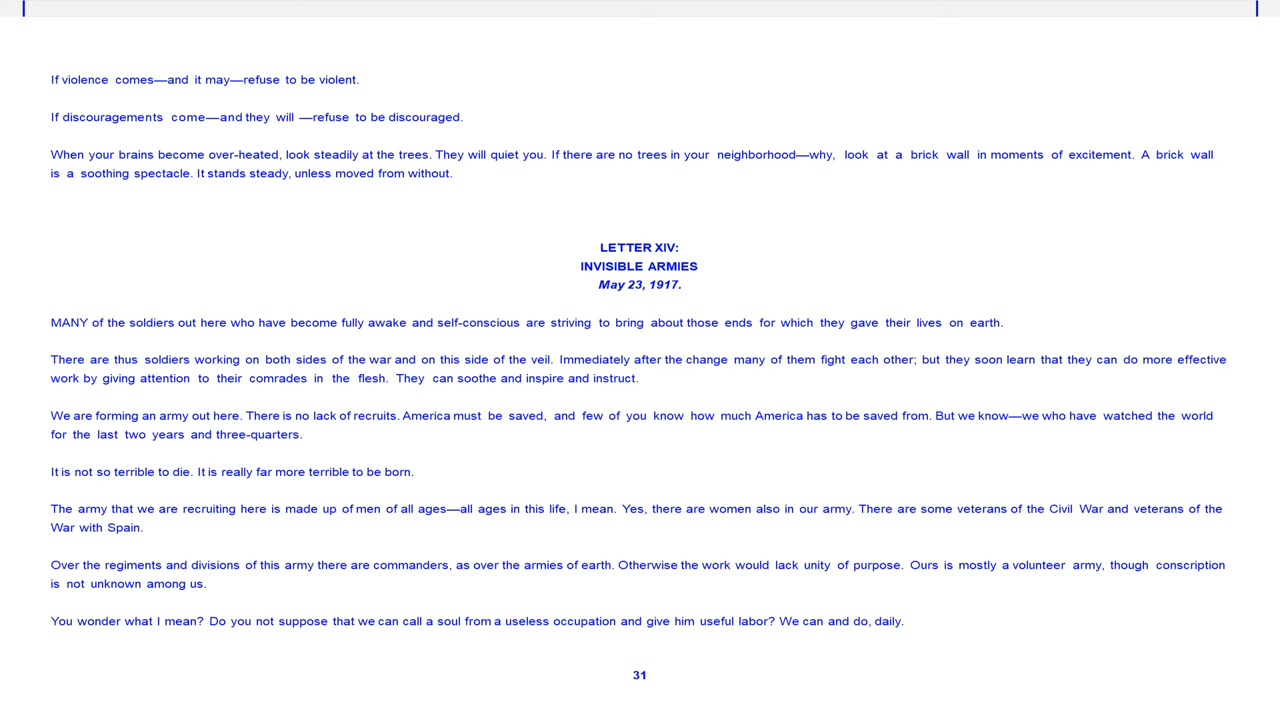 If violence comes—and it may—refuse to be violent.
If discouragements come—and they will —refuse to be discouraged.
When your brains become over-heated, look steadily at the trees. They will quiet you. If there are no trees in your neighborhood—why, look at a brick wall in moments of excitement. A brick wall
is a soothing spectacle. It stands steady, unless moved from without.
LETTER XIV:
INVISIBLE ARMIES
May 23, 1917.
MANY of the soldiers out here who have become fully awake and self-conscious are striving to bring about those ends for which they gave their lives on earth.
There are thus soldiers working on both sides of the war and on this side of the veil. Immediately after the change many of them fight each other; but they soon learn that they can do more effective
work by giving attention to their comrades in the flesh. They can soothe and inspire and instruct.
We are forming an army out here. There is no lack of recruits. America must be saved, and few of you know how much America has to be saved from. But we know—we who have watched the world
for the last two years and three-quarters.
It is not so terrible to die. It is really far more terrible to be born.
The army that we are recruiting here is made up of men of all ages—all ages in this life, I mean. Yes, there are women also in our army. There are some veterans of the Civil War and veterans of the
War with Spain.
Over the regiments and divisions of this army there are commanders, as over the armies of earth. Otherwise the work would lack unity of purpose. Ours is mostly a volunteer army, though conscription
is not unknown among us.
You wonder what I mean? Do you not suppose that we can call a soul from a useless occupation and give him useful labor? We can and do, daily.
31